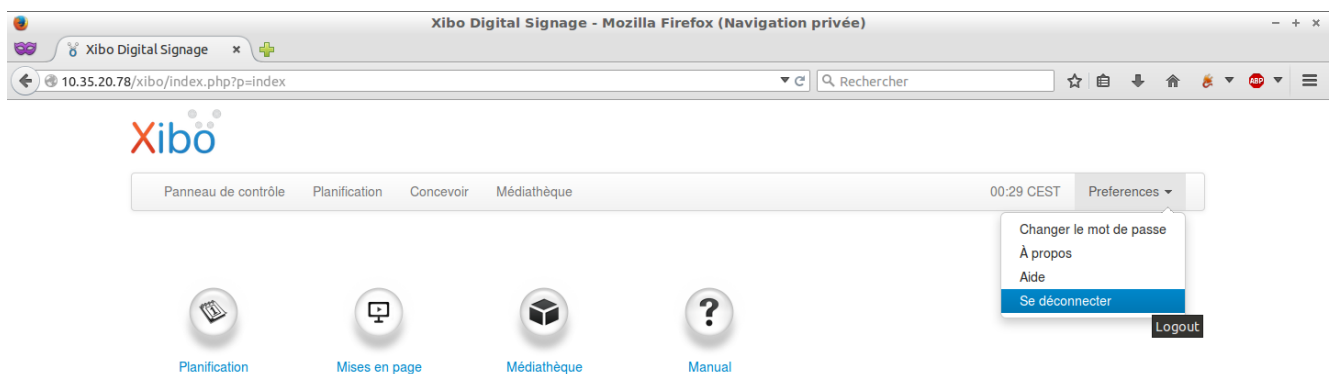 Xibo Digital Signage - Mozilla Firefox (Navigation privée)
Xibo Digital Signage
10.35.20.78/xibo/index.php?p=index
Rechercher
ABP
Xibo
Panneau de contrôle Planification Concevoir Médiathèque 00:29 CEST Preferences
Changer le mot de passe
À propos
Aide
Se déconnecter
Logout
1
?
Planification Mises en page Médiathèque Manual